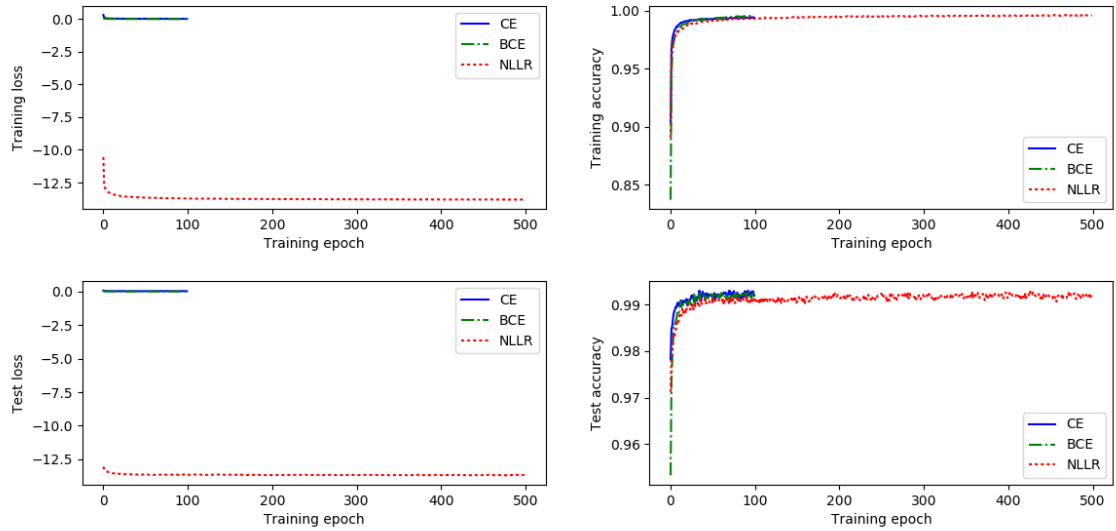 0.0
−2.5
−5.0
−7.5
−10.0
−12.5
Training loss
CE
BCE
NLLR
0 100 200 300 400 500
Training epoch
1.00
0.95
0.90
0.85
Training accuracy
CE
BCE
NLLR
0 100 200 300 400 500
Training epoch
0.0
−2.5
−5.0
−7.5
−10.0
−12.5
Test loss
CE
BCE
NLLR
0 100 200 300 400 500
Training epoch
0.99
0.98
0.97
0.96
Test accuracy
CE
BCE
NLLR
0 100 200 300 400 500
Training epoch